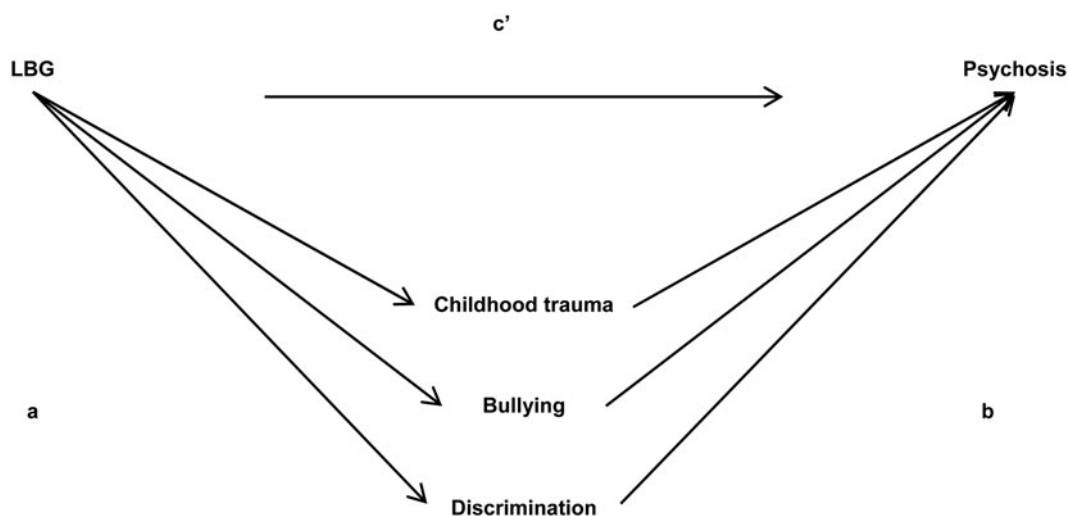 c’
LBG
Psychosis
Childhood trauma
Bullying
a
b
Discrimination